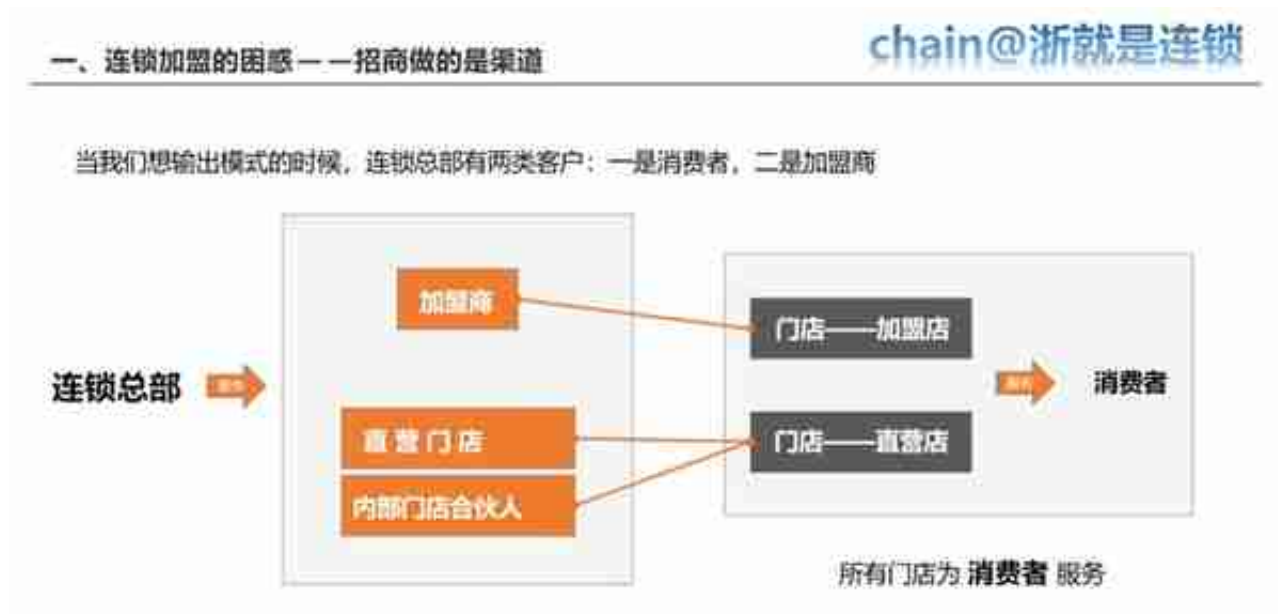 一、连锁加盟的困惑——招商做的是渠道
chain@浙就是连锁
当我们想输出模式的时候，连锁总部有两类客户：一是消费者，二是加盟商
加盟商
门店——加盟店
连锁总部
消费者
直营门店
门店——直营店
内部门店合伙人
所有门店为 消费者 服务